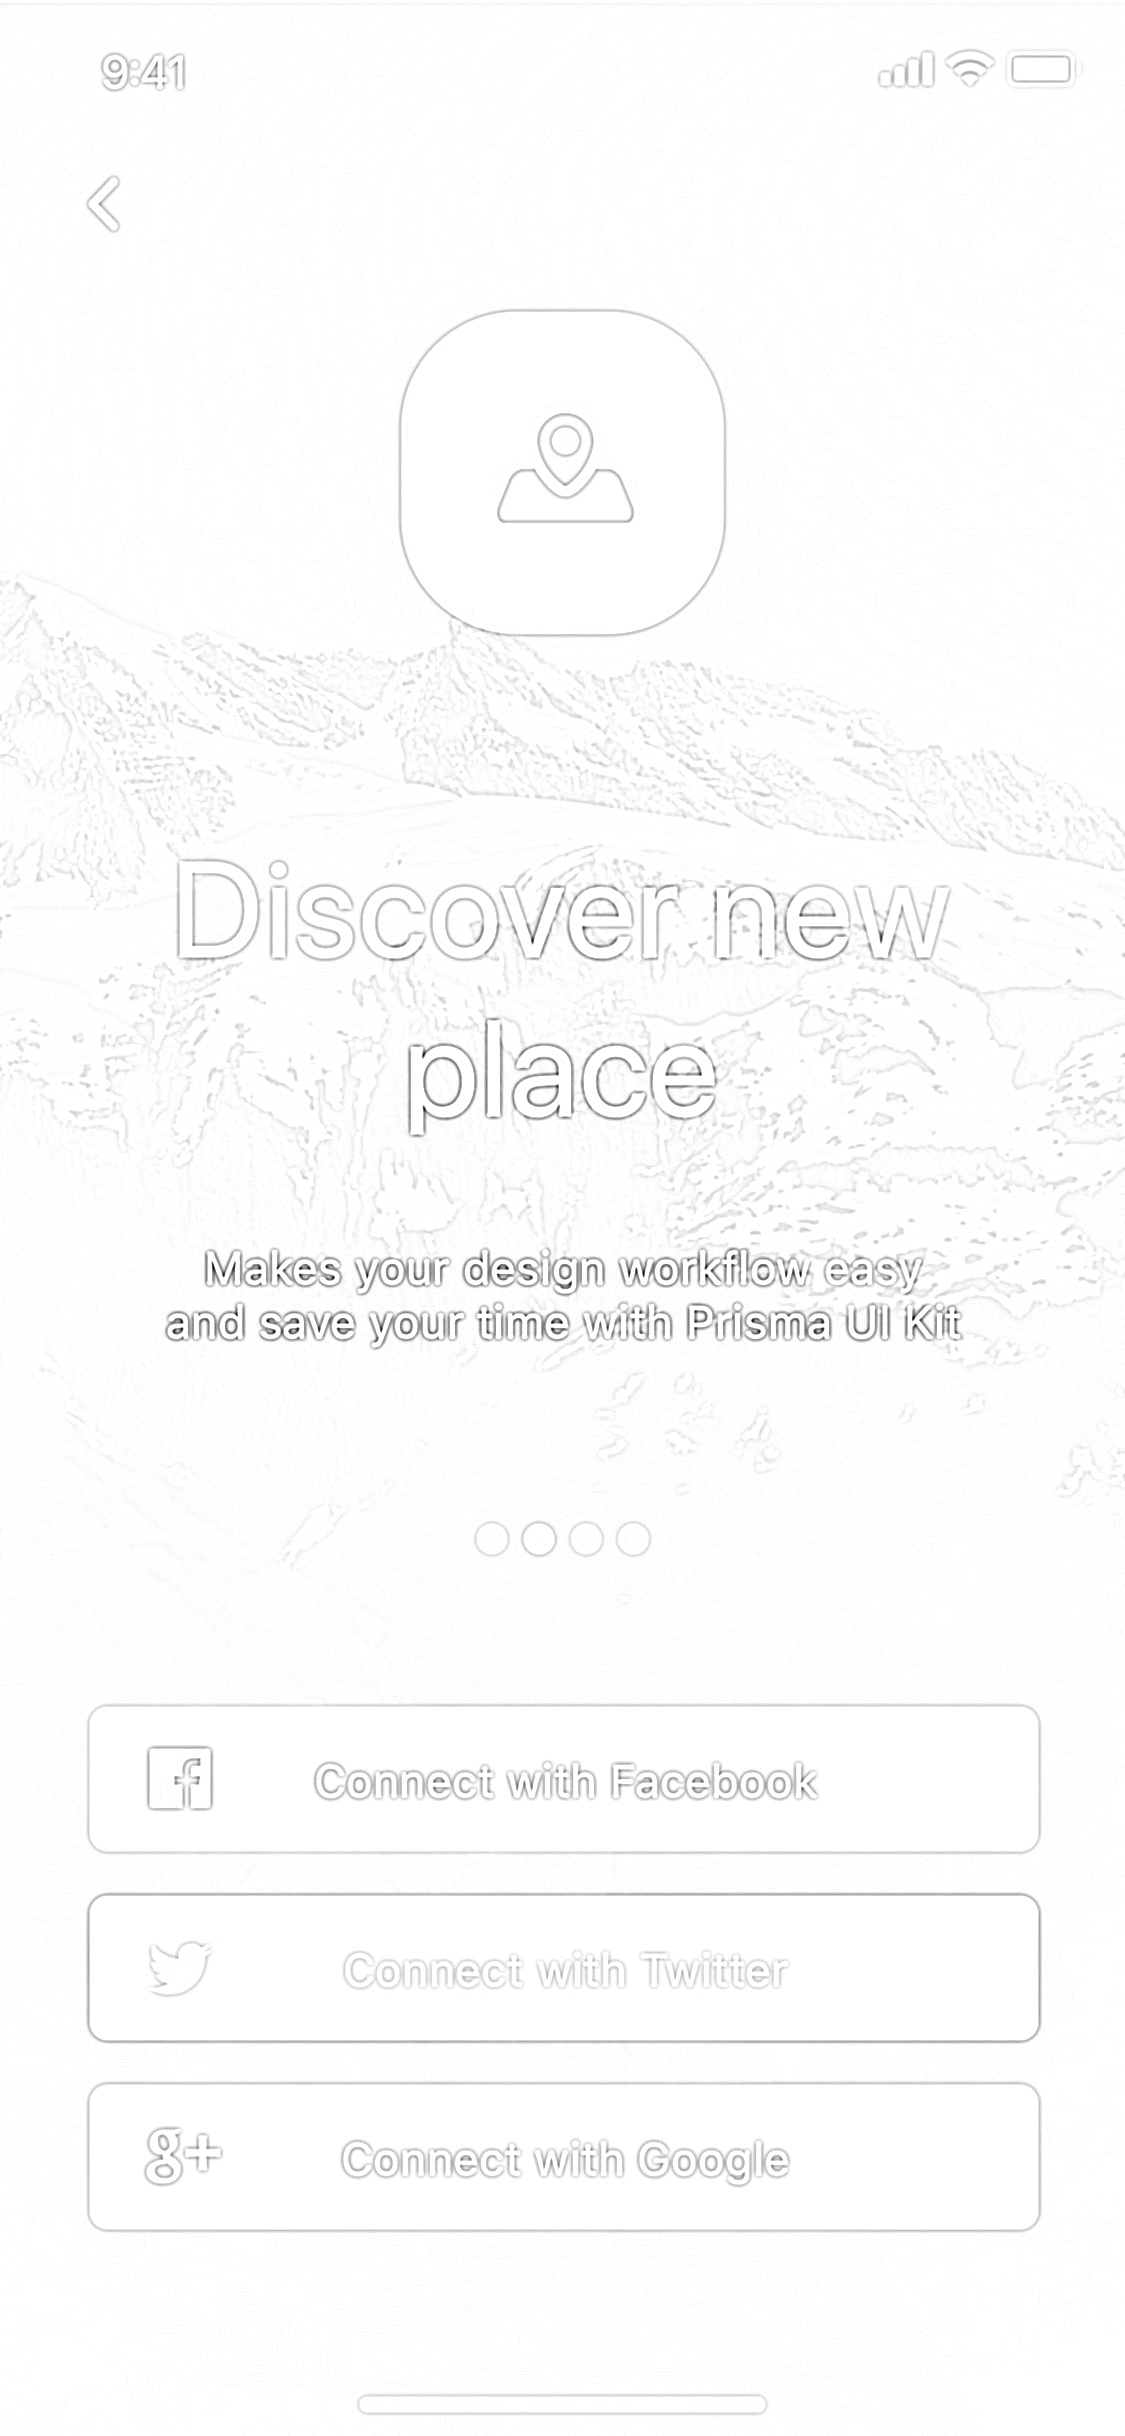 9:41
Discover new
place
Makes your design workflow easy
and save your time with Prisma UI Kit
Connect with Facebook
Connect with Twitter
g+ Connect with Google